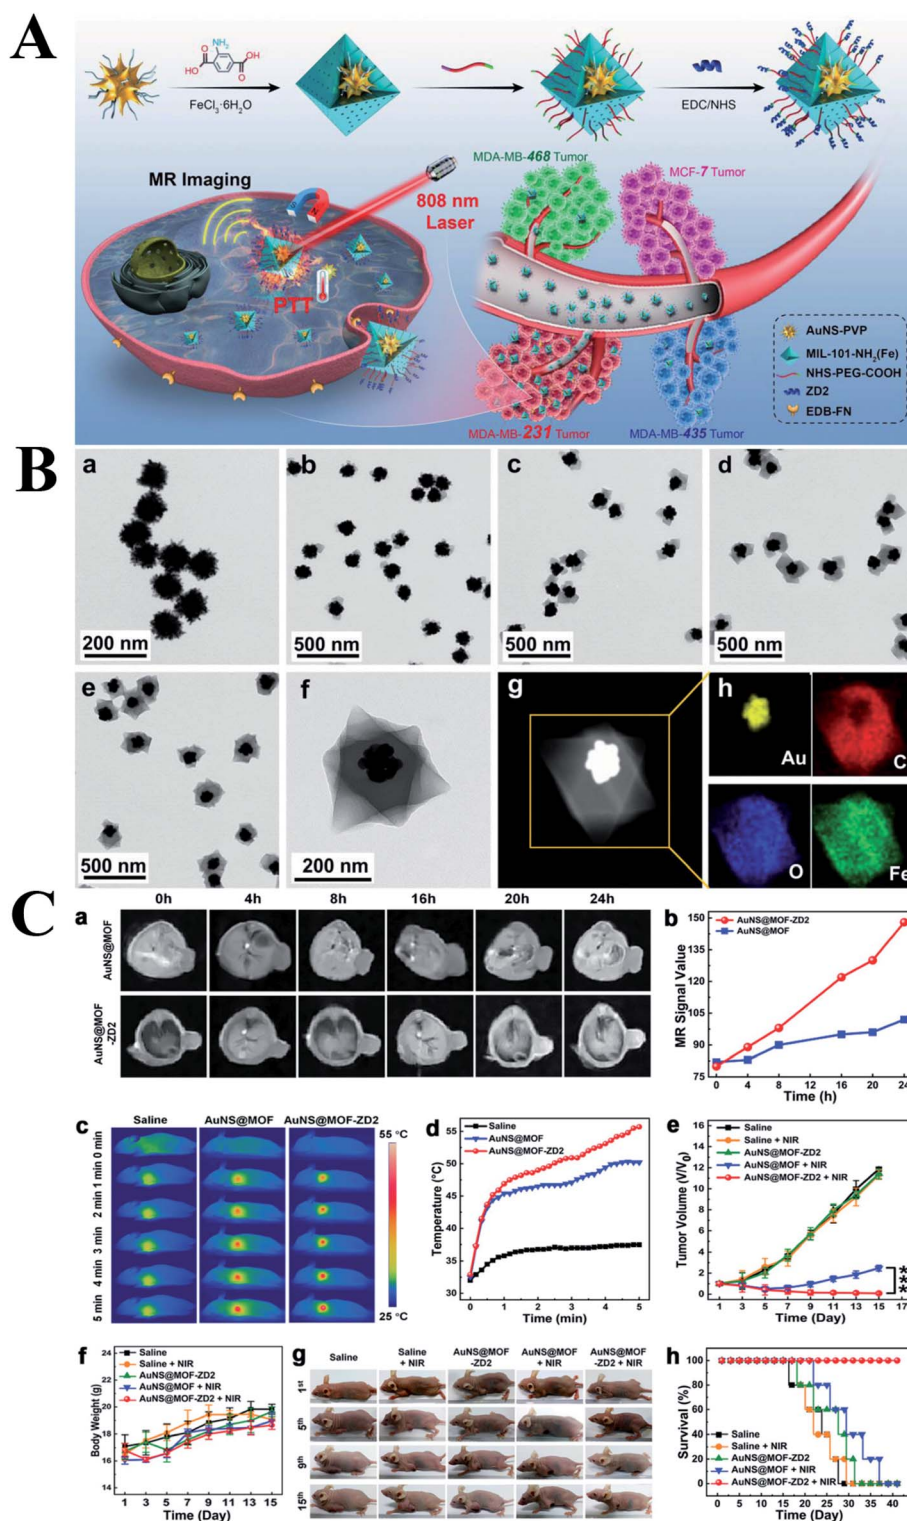 A
NH₂
HO
OH
O
O
FeCl₃·6H₂O
EDC/NHS
MR Imaging
808 nm
Laser
PTT
MDA-MB-468 Tumor
MCF-7 Tumor
MDA-MB-231 Tumor
MDA-MB-435 Tumor
AuNS-PVP
MIL-101-NH₂(Fe)
NHS-PEG-COOH
ZD2
EDB-FN
B
a
200 nm
b
500 nm
c
500 nm
d
500 nm
e
500 nm
f
200 nm
g
h
Au
C
O
Fe
C
a
0h 4h 8h 16h 20h 24h
AuNS@MOF
AuNS@MOF
-ZD2
b
MR Signal Value
150
135
120
105
90
75
AuNS@MOF-ZD2
AuNS@MOF
0 4 8 12 16 20 24
Time (h)
c
Saline AuNS@MOF AuNS@MOF-ZD2
0 min
1 min
2 min
3 min
4 min
5 min
55 °C
25 °C
d
Temperature (°C)
55
50
45
40
35
30
Saline
AuNS@MOF
AuNS@MOF-ZD2
0 1 2 3 4 5
Time (min)
e
Tumor Volume (V/V₀)
16
14
12
10
8
6
4
2
0
Saline
Saline + NIR
AuNS@MOF-ZD2
AuNS@MOF + NIR
AuNS@MOF-ZD2 + NIR
***
1 3 5 7 9 11 13 15 17
Time (Day)
f
Body Weight (g)
24
22
20
18
16
14
Saline
Saline + NIR
AuNS@MOF-ZD2
AuNS@MOF + NIR
AuNS@MOF-ZD2 + NIR
1 3 5 7 9 11 13 15
Time (Day)
g
Saline
Saline
+ NIR
AuNS@MOF
-ZD2
AuNS@MOF
+ NIR
AuNS@MOF
-ZD2 + NIR
1st
5th
9th
15th
h
Survival (%)
100
80
60
40
20
0
Saline
Saline + NIR
AuNS@MOF-ZD2
AuNS@MOF + NIR
AuNS@MOF-ZD2 + NIR
0 5 10 15 20 25 30 35 40
Time (Day)